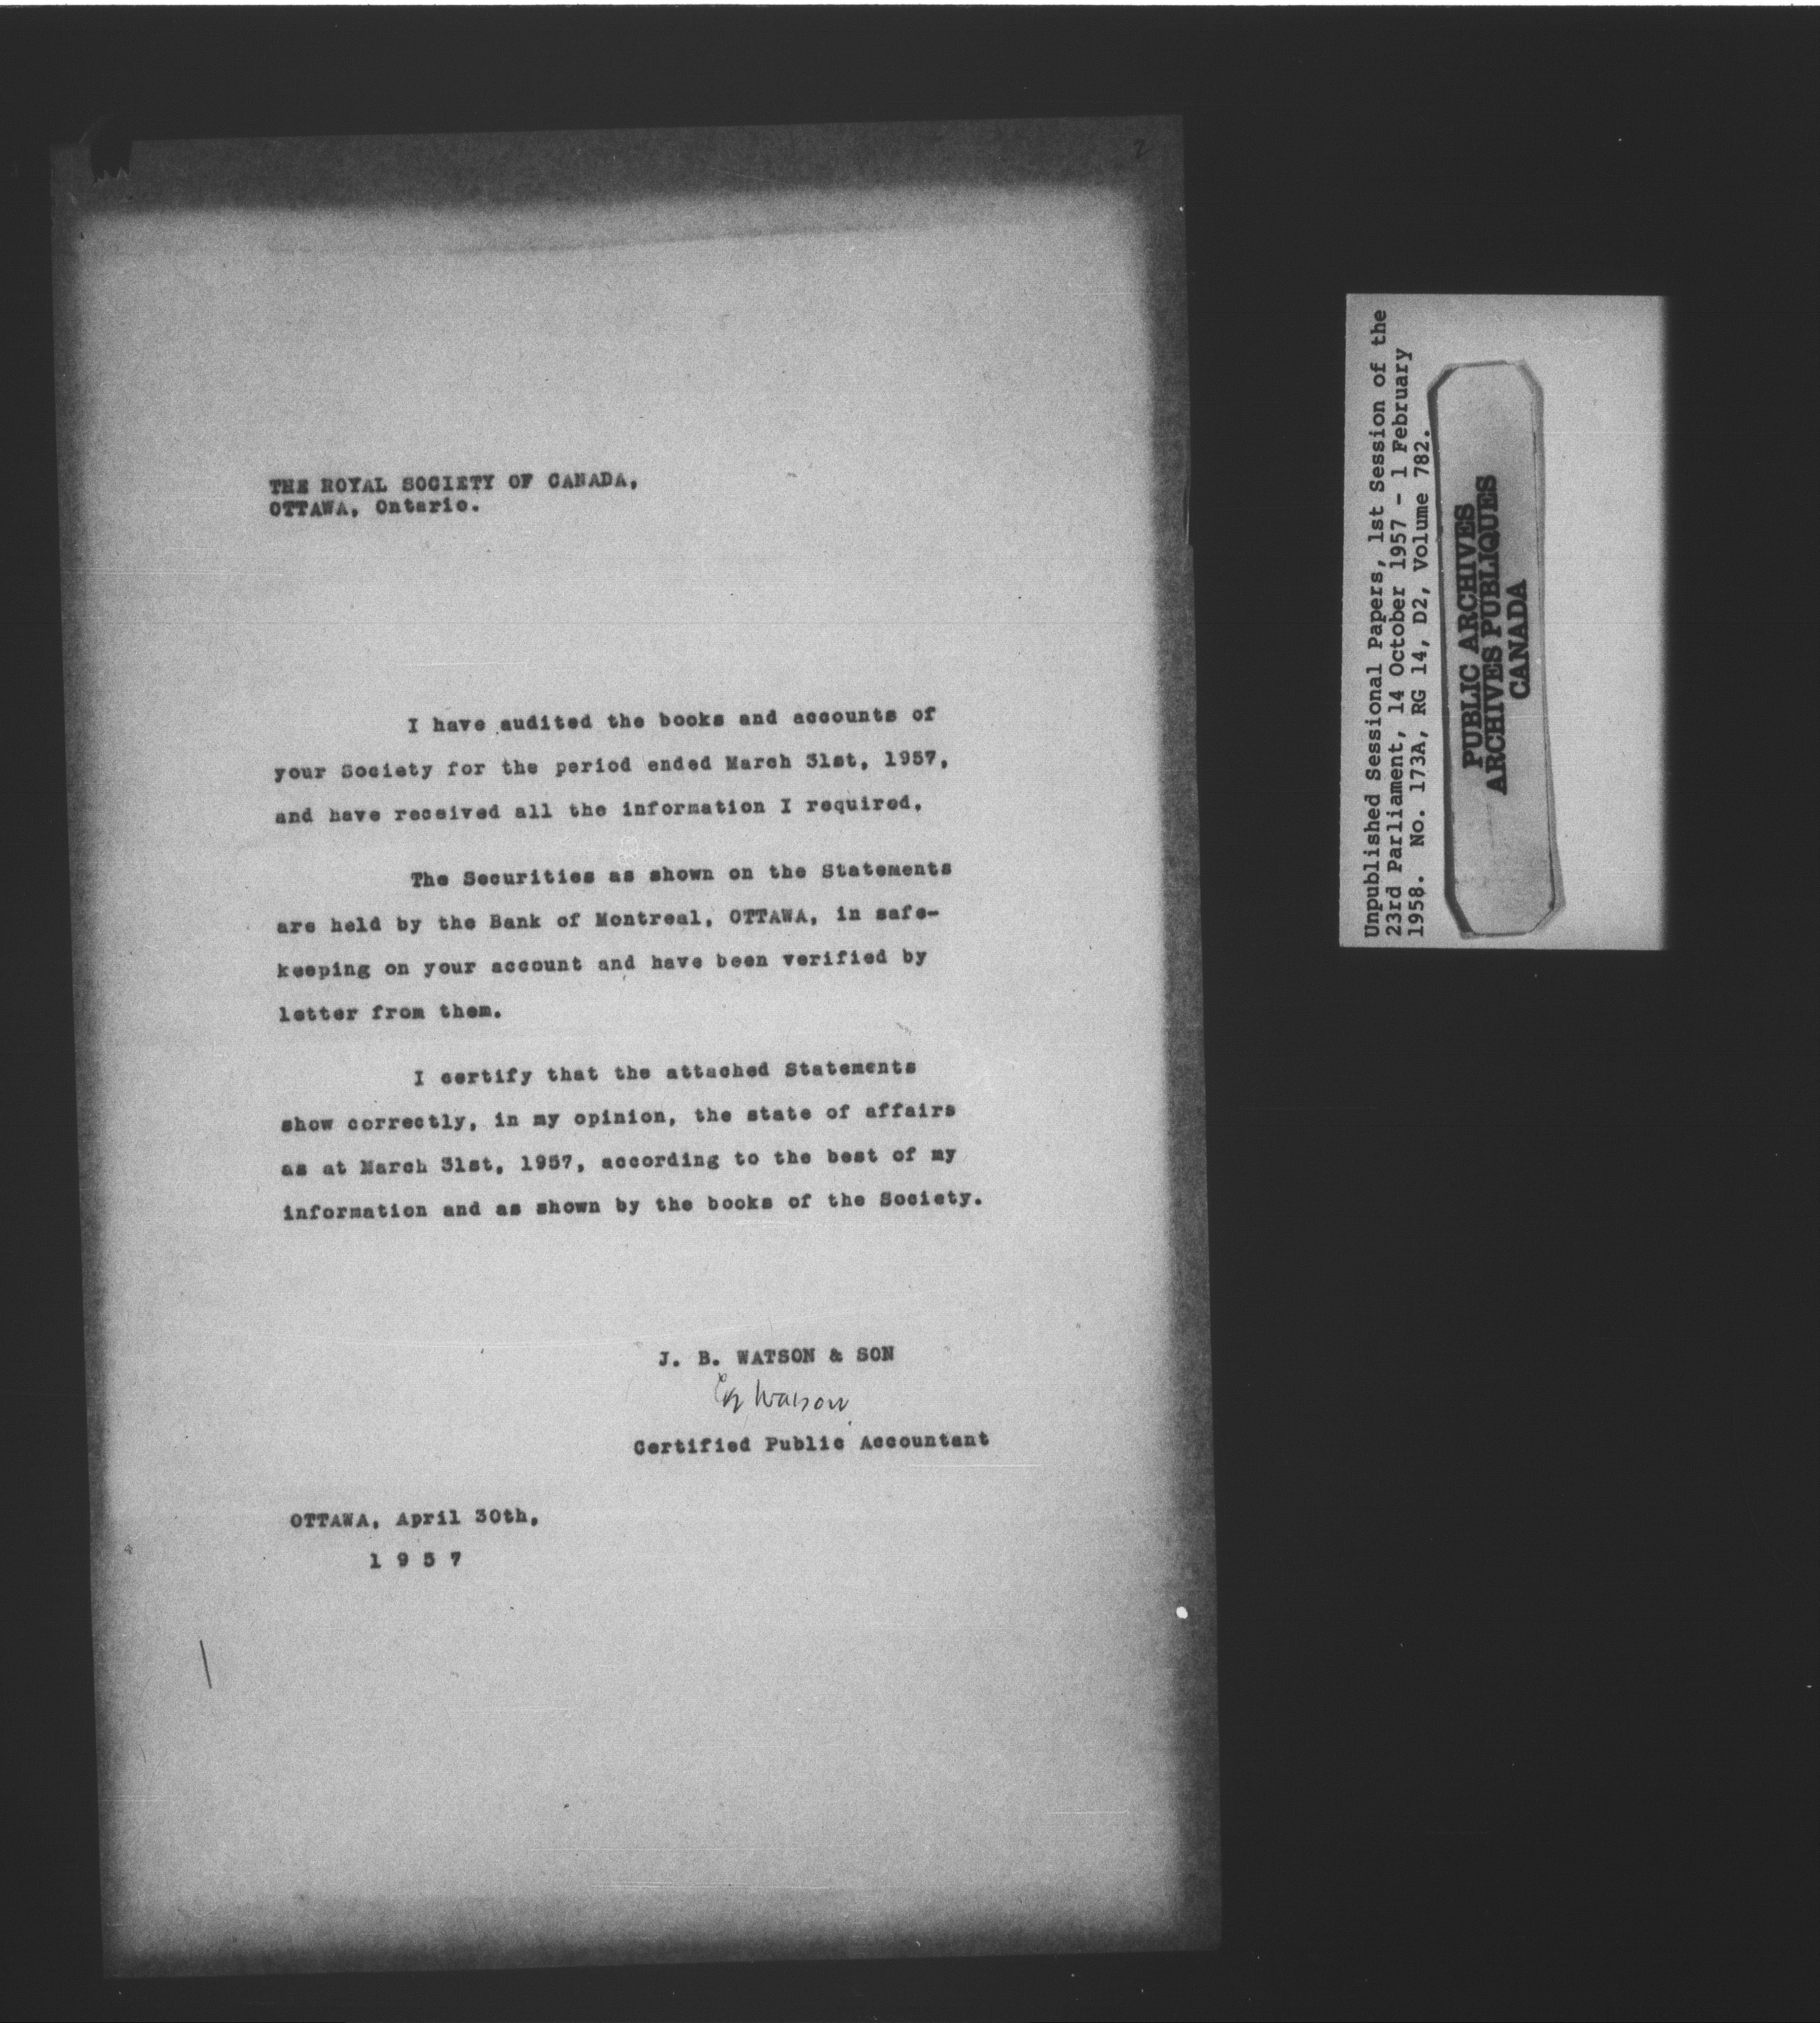 2
THE ROYAL SOCIETY OF CANADA,
OTTAWA, Ontario.
I have audited the books and accounts of
your Society for the period ended March 31st, 1957,
and have received all the information I required.
The Securities as shown on the Statements
are held by the Bank of Montreal, OTTAWA, in safe-
keeping on your account and have been verified by
letter from them.
I certify that the attached Statements
show correctly, in my opinion, the state of affairs
as at March 31st, 1957, according to the best of my
information and as shown by the books of the Society.
J. B. WATSON & SON
Watson
Certified Public Accountant
OTTAWA, April 30th,
1 9 5 7
Unpublished Sessional Papers, 1st Session of the
23rd Parliament, 14 October 1957 - 1 February
1958. No. 173A, RG 14, D2, Volume 782.
PUBLIC ARCHIVES
ARCHIVES PUBLIQUES
CANADA